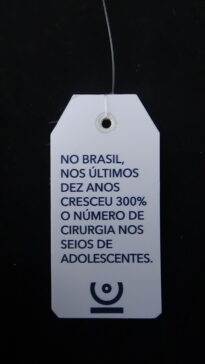 NO BRASIL,
NOS ÚLTIMOS
DEZ ANOS
CRESCEU 300%
O NÚMERO DE
CIRURGIA NOS
SEIOS DE
ADOLESCENTES.